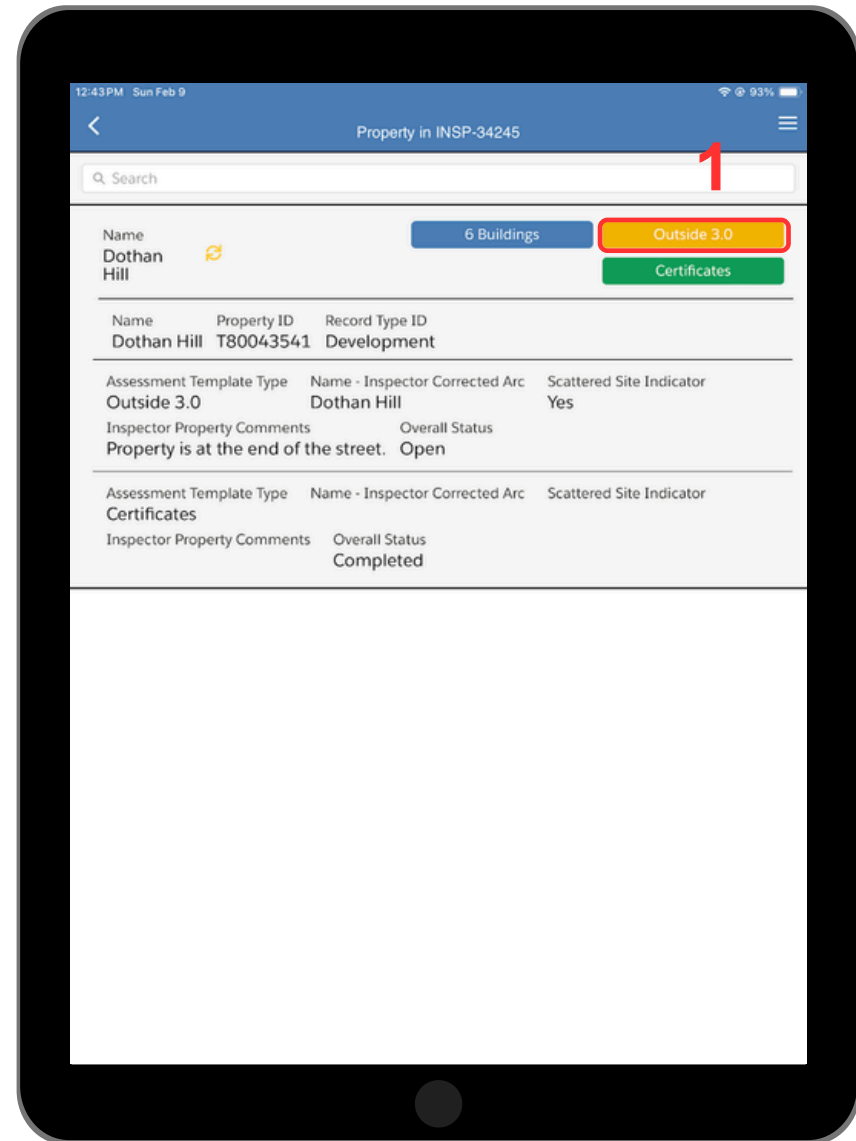 12:43PM Sun Feb 9 93%
Property in INSP-34245
1
Search
Name
Dothan
Hill
6 Buildings
Outside 3.0
Certificates
Name Property ID Record Type ID
Dothan Hill T80043541 Development
Assessment Template Type Name - Inspector Corrected Arc Scattered Site Indicator
Outside 3.0 Dothan Hill Yes
Inspector Property Comments Overall Status
Property is at the end of the street. Open
Assessment Template Type Name - Inspector Corrected Arc Scattered Site Indicator
Certificates
Inspector Property Comments Overall Status
Completed